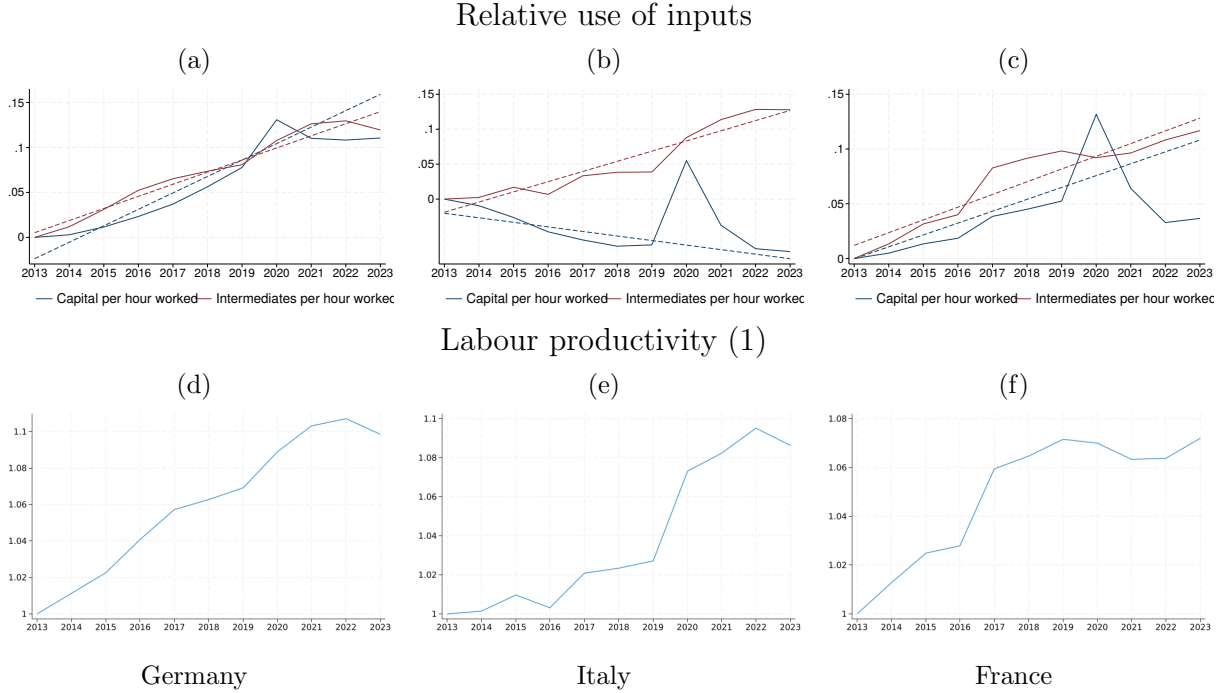 Relative use of inputs
(a) (b) (c)
.15 .15 .15
.1 .1 .1
.05 .05 .05
0 0 0
2013 2014 2015 2016 2017 2018 2019 2020 2021 2022 2023 2013 2014 2015 2016 2017 2018 2019 2020 2021 2022 2023 2013 2014 2015 2016 2017 2018 2019 2020 2021 2022 2023
Capital per hour worked Intermediates per hour worked Capital per hour worked Intermediates per hour worked Capital per hour worked Intermediates per hour worked
Labour productivity (1)
(d) (e) (f)
1.1 1.1 1.08
1.08 1.08 1.06
1.06 1.06 1.04
1.04 1.04 1.02
1.02 1.02 1
1 1
2013 2014 2015 2016 2017 2018 2019 2020 2021 2022 2023 2013 2014 2015 2016 2017 2018 2019 2020 2021 2022 2023 2013 2014 2015 2016 2017 2018 2019 2020 2021 2022 2023
Germany Italy France